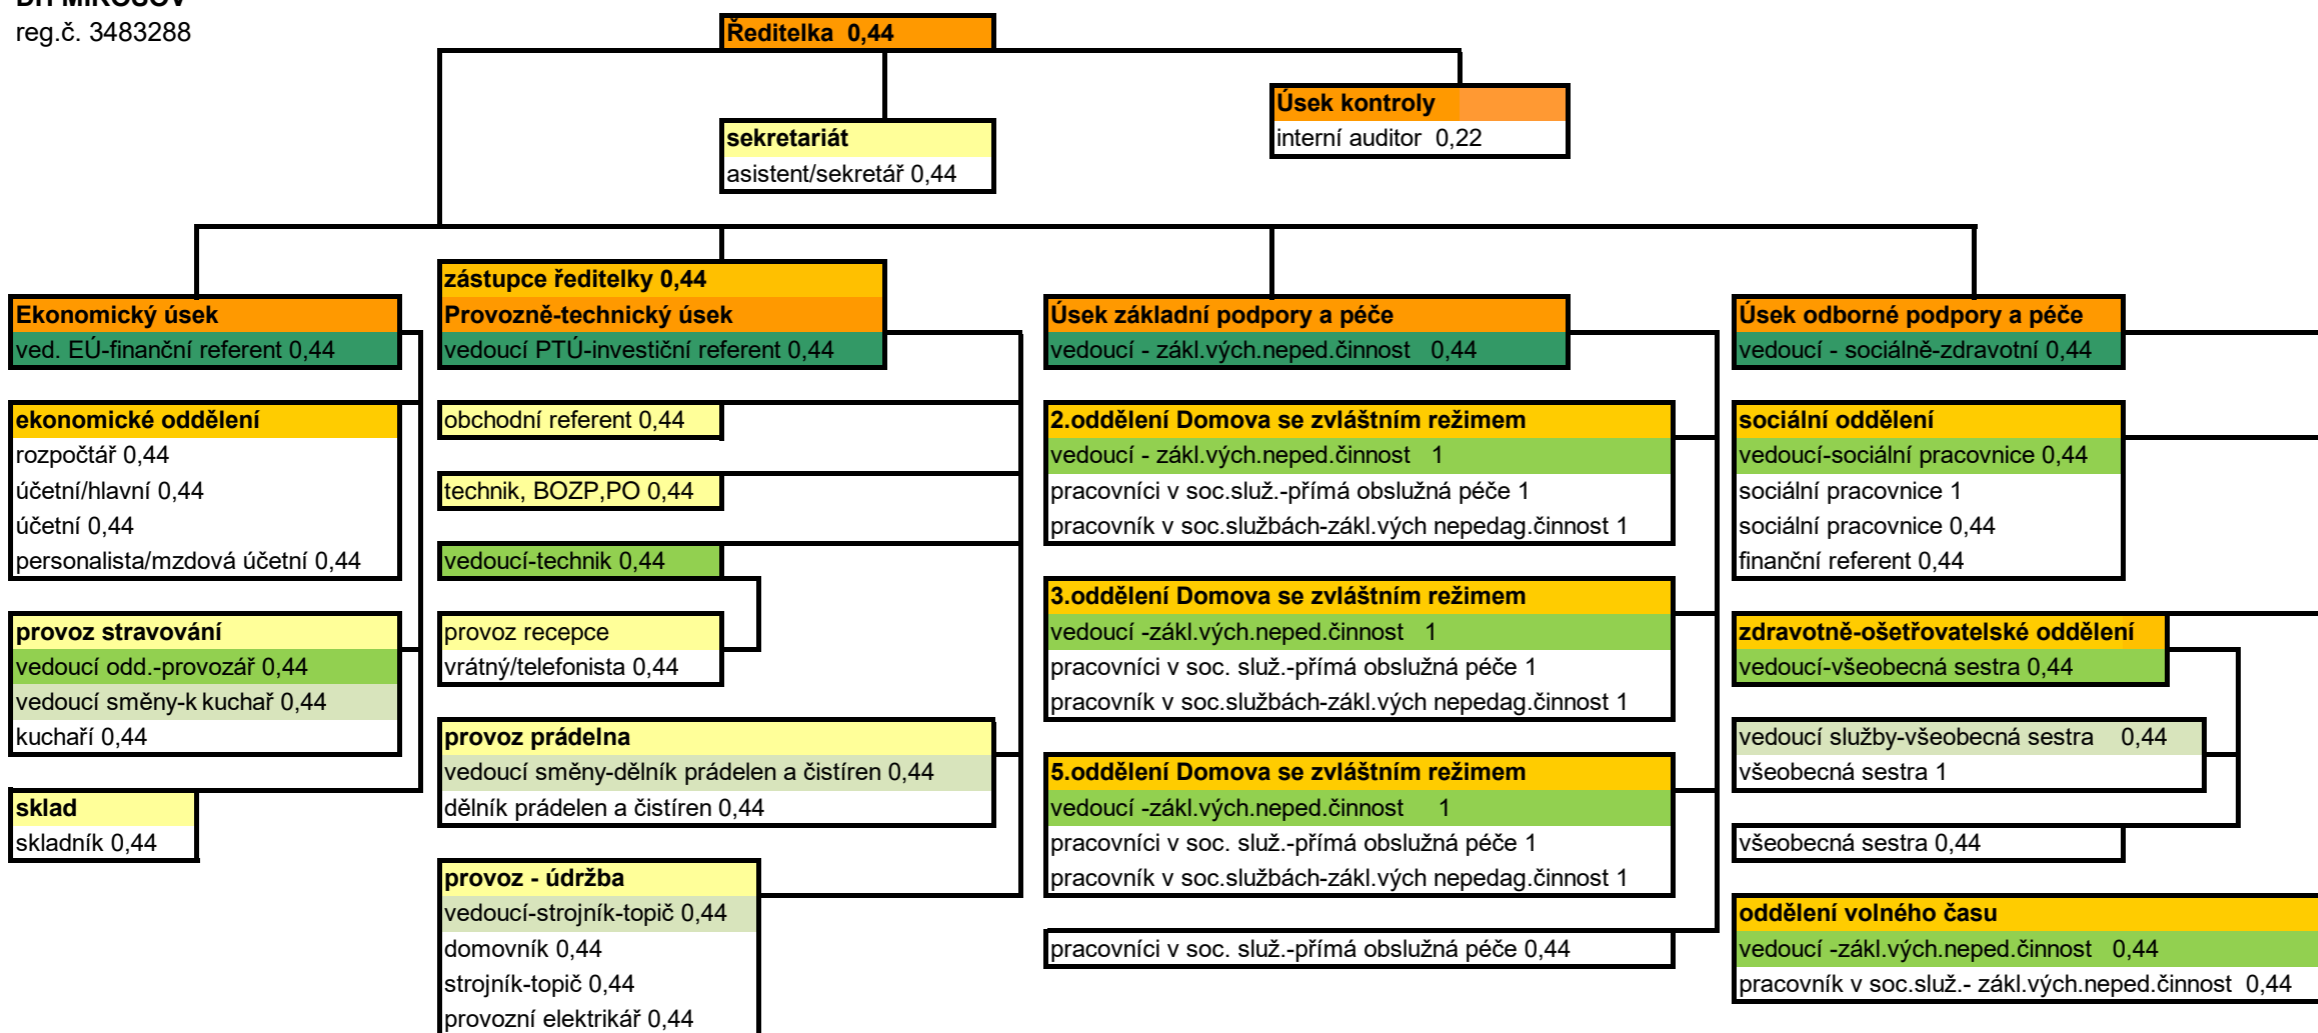 DH MIROŠOV
reg.č. 3483288
Ředitelka 0,44
Úsek kontroly
interní auditor 0,22
sekretariát
asistent/sekretář 0,44
Ekonomický úsek
ved. EÚ-finanční referent 0,44
ekonomické oddělení
rozpočtář 0,44
účetní/hlavní 0,44
účetní 0,44
personalista/mzdová účetní 0,44
provoz stravování
vedoucí odd.-provozář 0,44
vedoucí směny-k kuchař 0,44
kuchaří 0,44
sklad
skladník 0,44
zástupce ředitelky 0,44
Provozně-technický úsek
vedoucí PTÚ-investiční referent 0,44
obchodní referent 0,44
technik, BOZP,PO 0,44
vedoucí-technik 0,44
provoz recepce
vrátný/telefonista 0,44
provoz prádelna
vedoucí směny-dělník prádelen a čistíren 0,44
dělník prádelen a čistíren 0,44
provoz - údržba
vedoucí-strojník-topič 0,44
domovník 0,44
strojník-topič 0,44
provozní elektrikář 0,44
Úsek základní podpory a péče
vedoucí - zákl.vých.neped.činnost 0,44
2.oddělení Domova se zvláštním režimem
vedoucí - zákl.vých.neped.činnost 1
pracovníci v soc.služ.-přímá obslužná péče 1
pracovník v soc.službách-zákl.vých nepedag.činnost 1
3.oddělení Domova se zvláštním režimem
vedoucí -zákl.vých.neped.činnost 1
pracovníci v soc. služ.-přímá obslužná péče 1
pracovník v soc.službách-zákl.vých nepedag.činnost 1
5.oddělení Domova se zvláštním režimem
vedoucí -zákl.vých.neped.činnost 1
pracovníci v soc. služ.-přímá obslužná péče 1
pracovník v soc.službách-zákl.vých nepedag.činnost 1
pracovníci v soc. služ.-přímá obslužná péče 0,44
Úsek odborné podpory a péče
vedoucí - sociálně-zdravotní 0,44
sociální oddělení
vedoucí-sociální pracovnice 0,44
sociální pracovnice 1
sociální pracovnice 0,44
finanční referent 0,44
zdravotně-ošetřovatelské oddělení
vedoucí-všeobecná sestra 0,44
vedoucí služby-všeobecná sestra 0,44
všeobecná sestra 1
všeobecná sestra 0,44
oddělení volného času
vedoucí -zákl.vých.neped.činnost 0,44
pracovník v soc.služ.- zákl.vých.neped.činnost 0,44